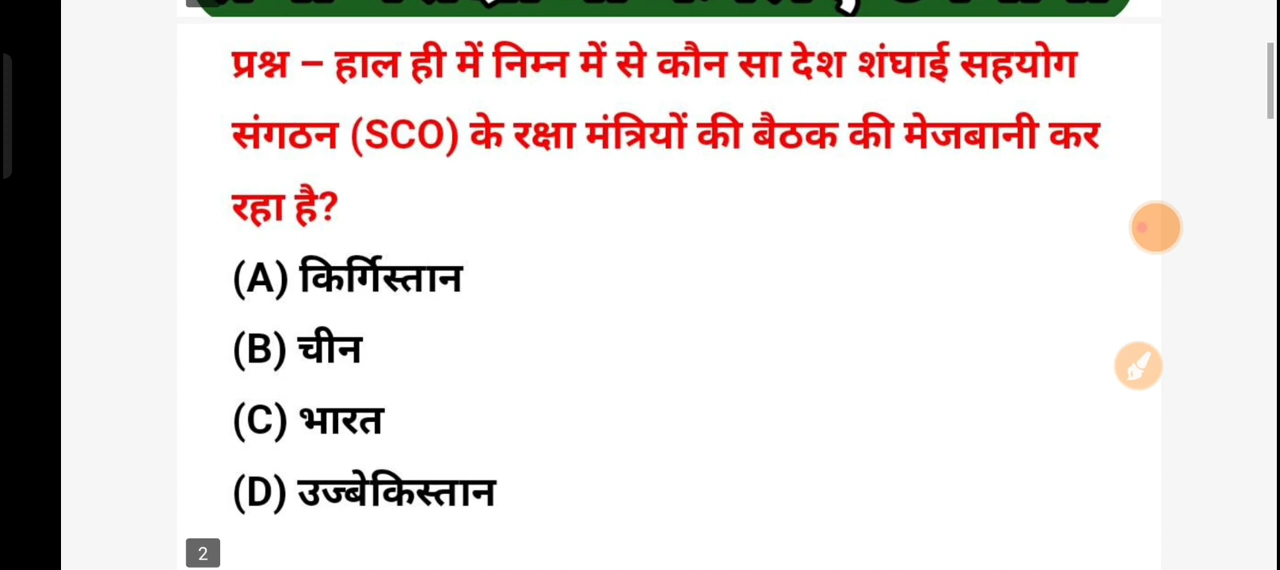 प्रश्न – हाल ही में निम्न में से कौन सा देश शंघाई सहयोग
संगठन (SCO) के रक्षा मंत्रियों की बैठक की मेजबानी कर
रहा है?
(A) किर्गिस्तान
(B) चीन
(C) भारत
(D) उज्बेकिस्तान
2